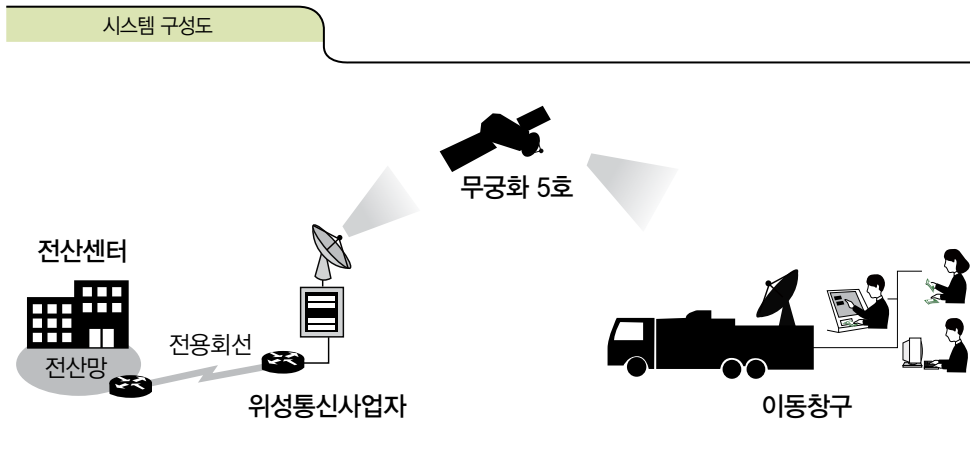 시스템 구성도
무궁화 5호
전산센터
전용회선
전산망
위성통신사업자
이동창구